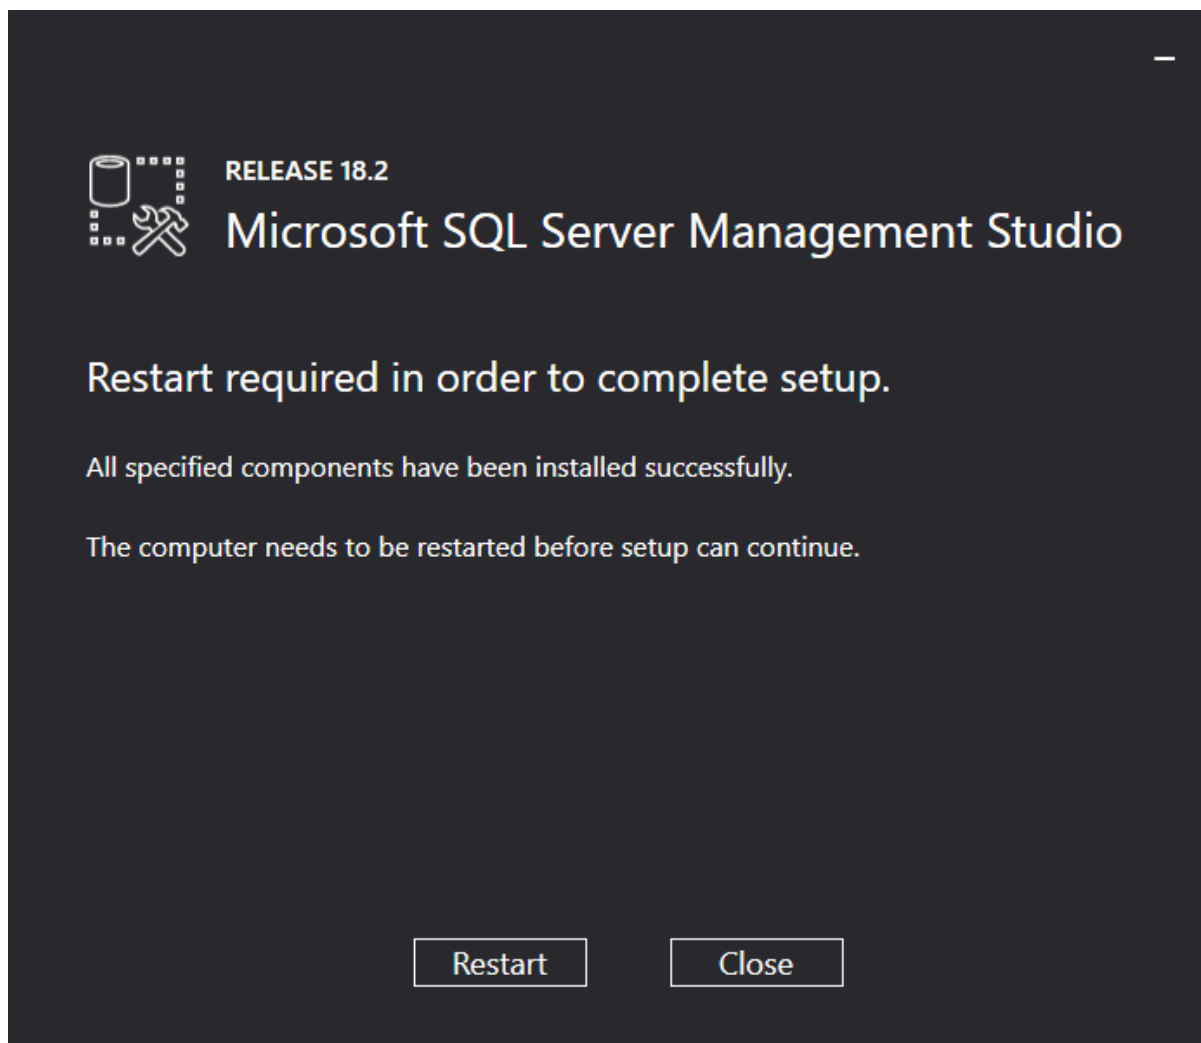 RELEASE 18.2
Microsoft SQL Server Management Studio
Restart required in order to complete setup.
All specified components have been installed successfully.
The computer needs to be restarted before setup can continue.
Restart
Close